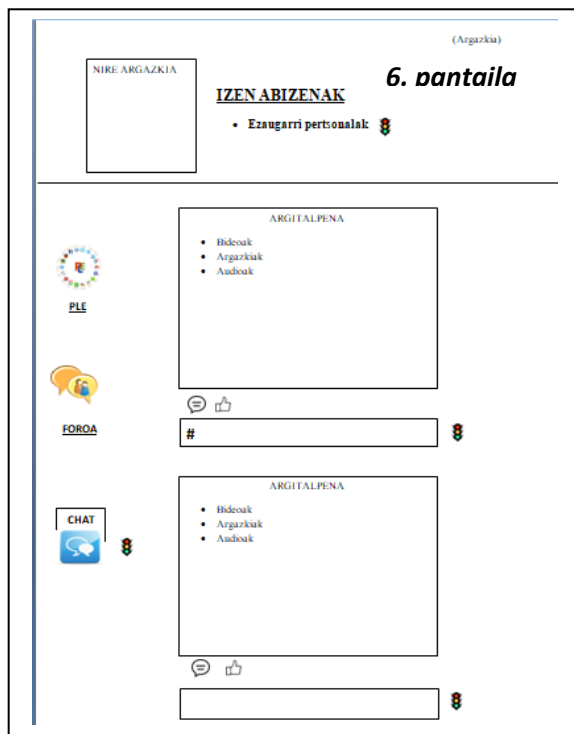 (Argazkia)
NIRE ARGAZKIA
6. pantaila
IZEN ABIZENAK
• Ezaugarri pertsonalak
ARGITALPENA
• Bideoak
• Argazkiak
• Audioak
PLE
FOROA
#
ARGITALPENA
• Bideoak
• Argazkiak
• Audioak
CHAT